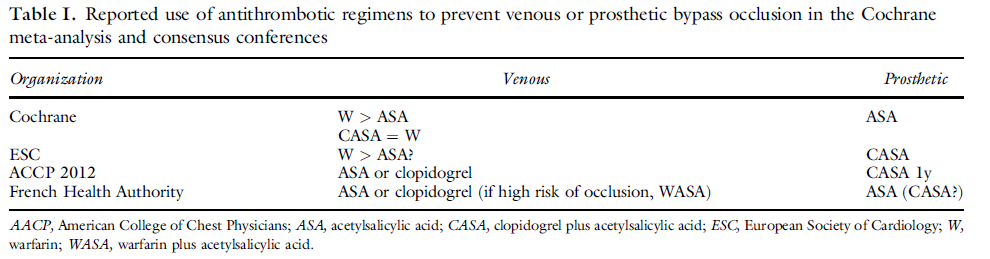 Table I. Reported use of antithrombotic regimens to prevent venous or prosthetic bypass occlusion in the Cochrane
meta-analysis and consensus conferences
Organization Venous Prosthetic
Cochrane W > ASA ASA
CASA = W
ESC W > ASA? CASA
ACCP 2012 ASA or clopidogrel CASA 1y
French Health Authority ASA or clopidogrel (if high risk of occlusion, WASA) ASA (CASA?)
AACP, American College of Chest Physicians; ASA, acetylsalicylic acid; CASA, clopidogrel plus acetylsalicylic acid; ESC, European Society of Cardiology; W,
warfarin; WASA, warfarin plus acetylsalicylic acid.